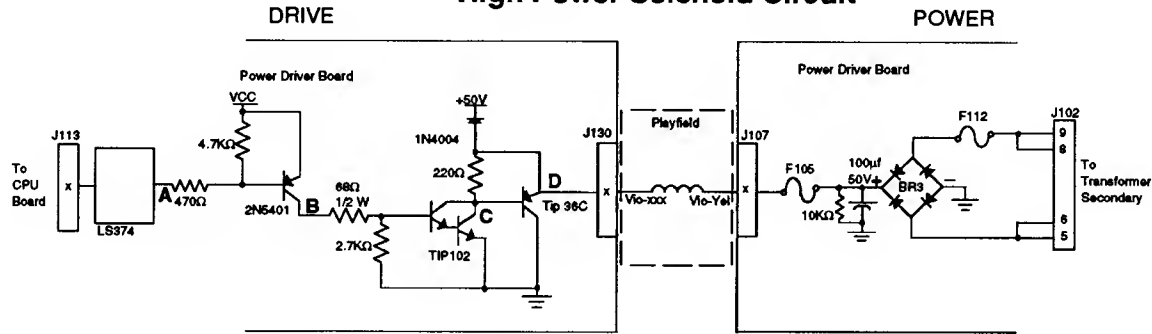 High Power Solenoid Circuit
DRIVE
POWER
Power Driver Board
VCC
J113
To
CPU
Board
x
LS374
A
470Ω
4.7KΩ
2N5401
B
68Ω
1/2 W
2.7KΩ
+50V
1N4004
220Ω
C
TIP102
D
Tip 36C
J130
x
Playfield
Vio-xxx
Vio-Yel
J107
x
Power Driver Board
F105
100µf
50V
+
10KΩ
BR3
−
F112
J102
9
8
6
5
To
Transformer
Secondary